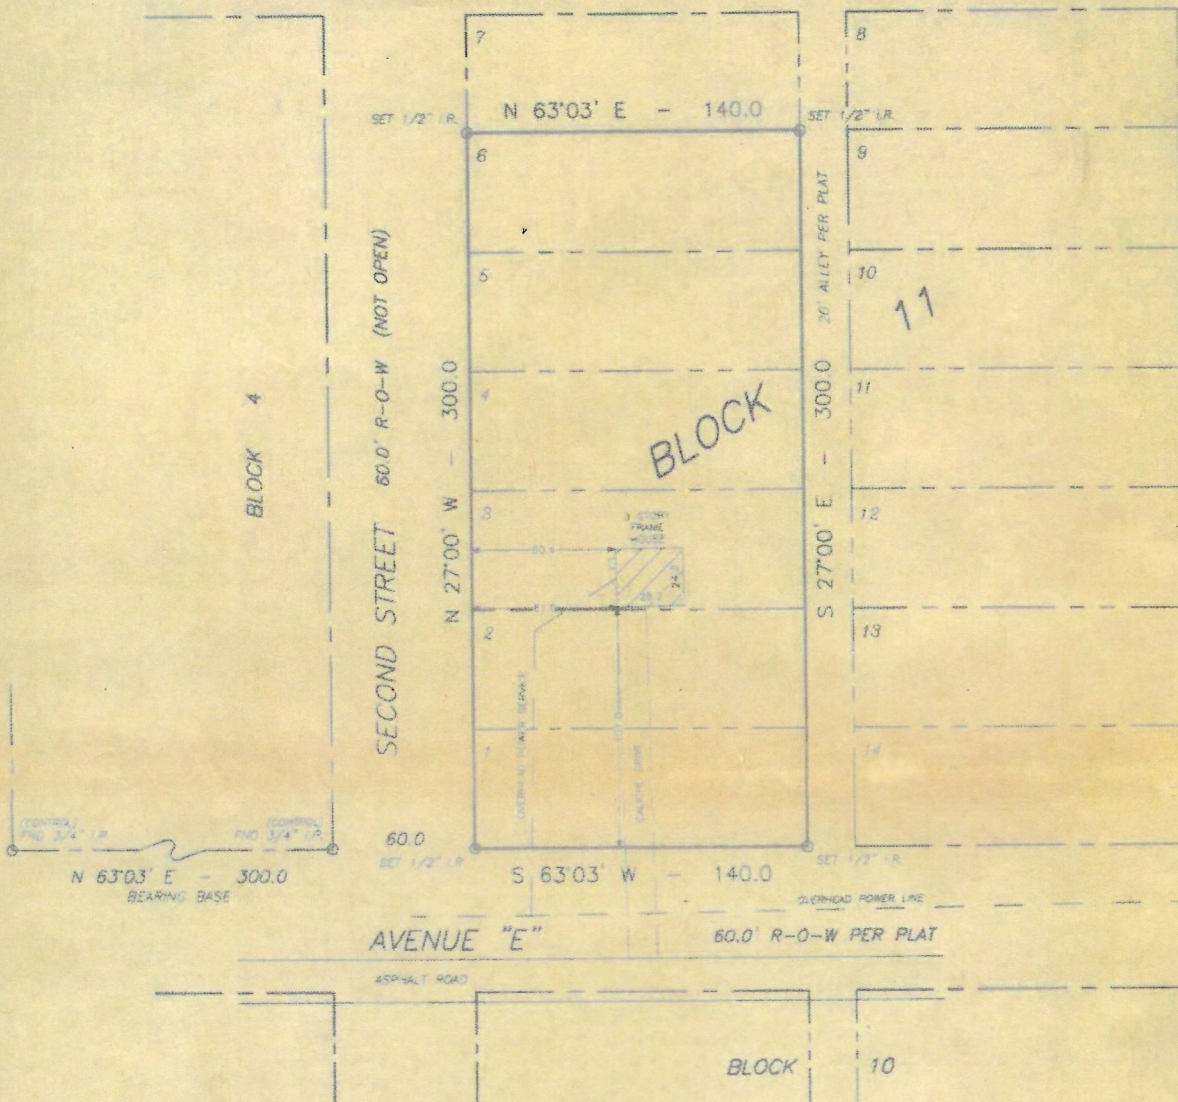 7
8
N 63°03' E - 140.0
SET 1/2" I.R.
SET 1/2" I.R.
6
9
20' ALLEY PER PLAT
5
10
11
SECOND STREET 60.0' R-O-W (NOT OPEN)
N 27°00' W - 300.0
S 27°00' E - 300.0
4
11
BLOCK 4
BLOCK
3
12
3 STORY
FRAME
HOUSE
24.2
2
13
OVERHEAD POWER SERVICE
CALICHE DRIVE
1
14
(CONTROL)
FND 3/4" I.P.
(CONTROL)
FND 3/4" I.P.
60.0
SET 1/2" I.R.
SET 1/2" I.R.
N 63°03' E - 300.0
BEARING BASE
S 63°03' W - 140.0
OVERHEAD POWER LINE
AVENUE "E"
60.0' R-O-W PER PLAT
ASPHALT ROAD
BLOCK 10